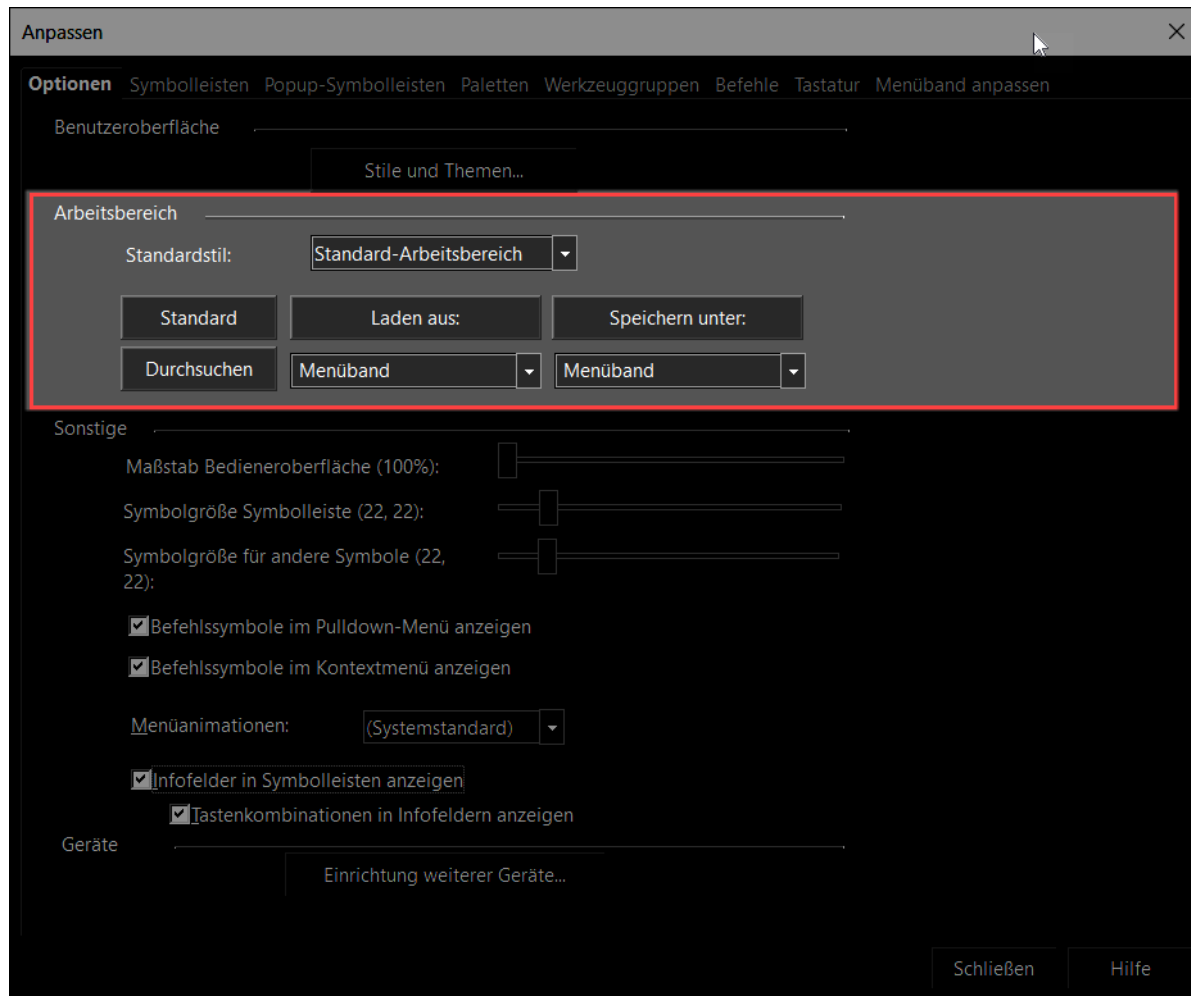 Anpassen
Optionen Symbolleisten Popup-Symbolleisten Paletten Werkzeuggruppen Befehle Tastatur Menüband anpassen
Benutzeroberfläche
Stile und Themen...
Arbeitsbereich
Standardstil: Standard-Arbeitsbereich
Standard Laden aus: Speichern unter:
Durchsuchen Menüband Menüband
Sonstige
Maßstab Bedieneroberfläche (100%):
Symbolgröße Symbolleiste (22, 22):
Symbolgröße für andere Symbole (22,
22):
Befehlssymbole im Pulldown-Menü anzeigen
Befehlssymbole im Kontextmenü anzeigen
Menüanimationen: (Systemstandard)
Infofelder in Symbolleisten anzeigen
Tastenkombinationen in Infofeldern anzeigen
Geräte
Einrichtung weiterer Geräte...
Schließen Hilfe